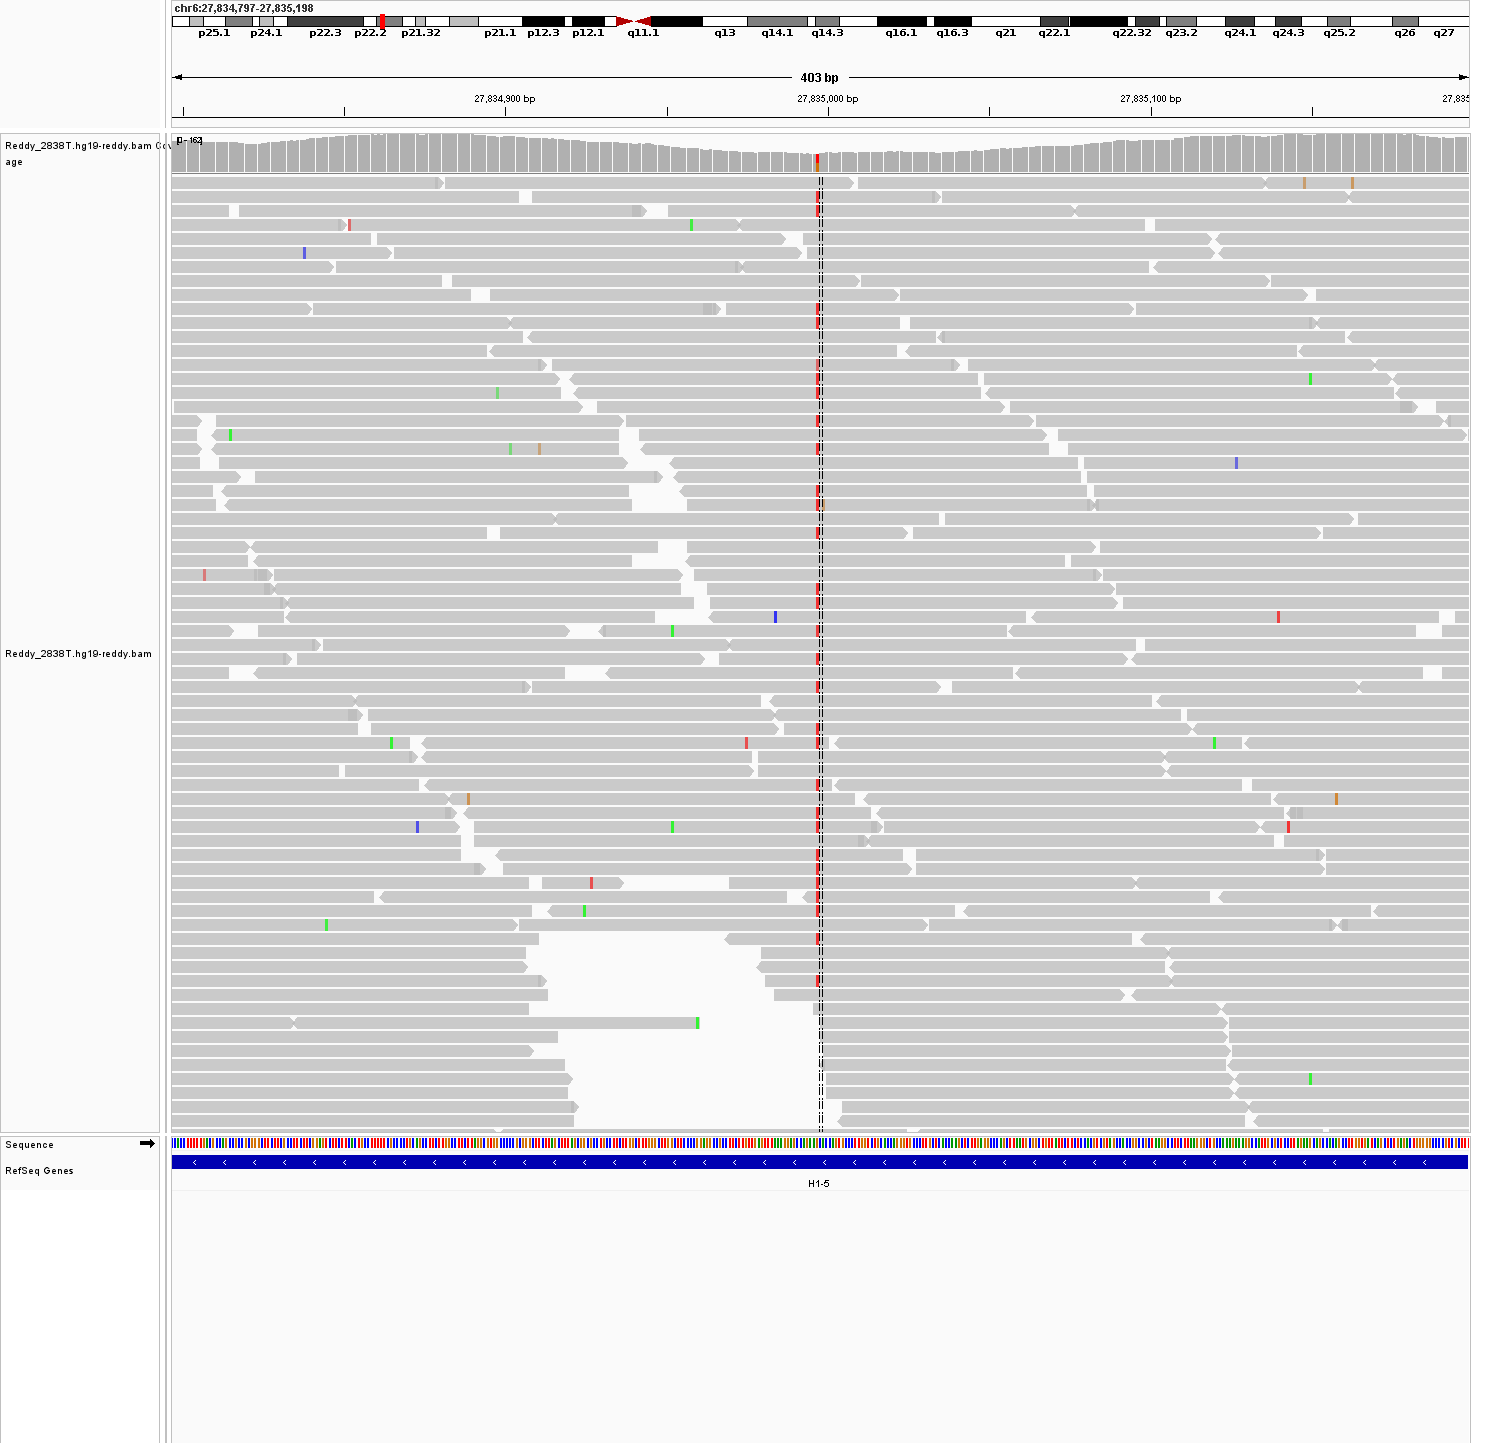 chr6:27,834,797-27,835,198
p25.1 p24.1 p22.3 p22.2 p21.32 p21.1 p12.3 p12.1 q11.1 q13 q14.1 q14.3 q16.1 q16.3 q21 q22.1 q22.32 q23.2 q24.1 q24.3 q25.2 q26 q27
403 bp
27,834,900 bp 27,835,000 bp 27,835,100 bp 27,835
Reddy_2838T.hg19-reddy.bam Cov
age
[0 - 162]
Reddy_2838T.hg19-reddy.bam
Sequence
RefSeq Genes
H1-5